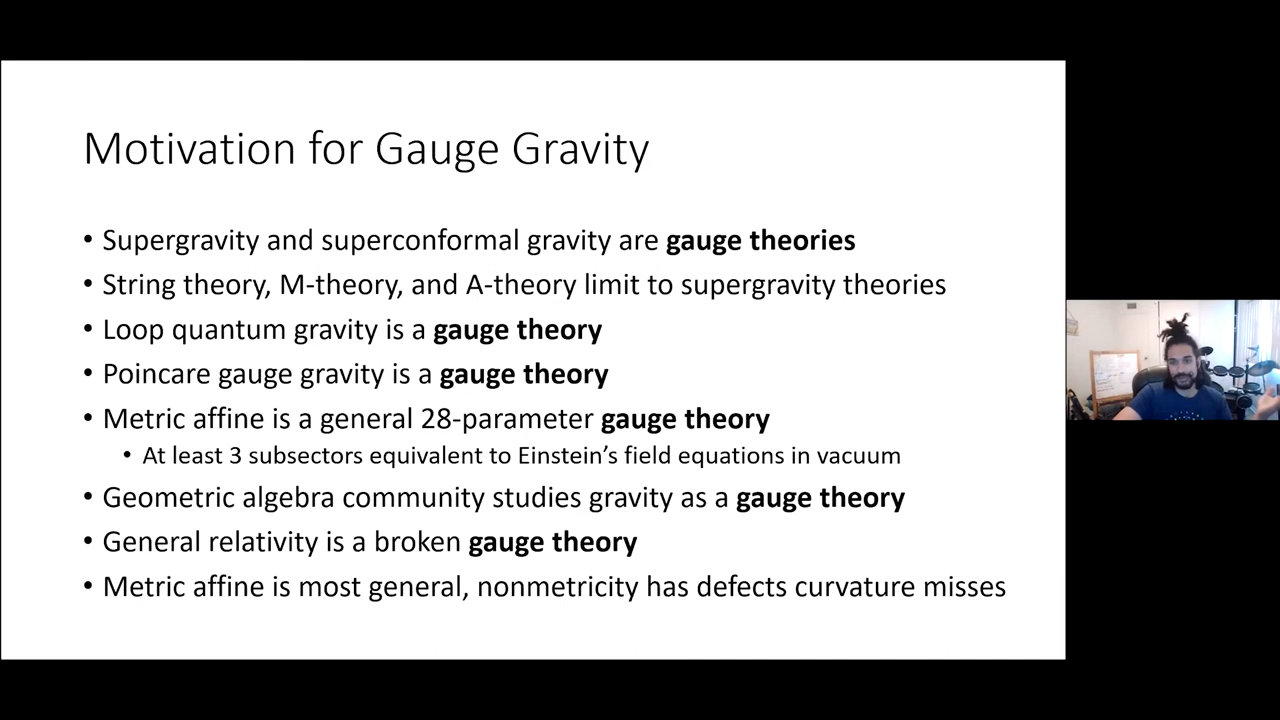 Motivation for Gauge Gravity
• Supergravity and superconformal gravity are gauge theories
• String theory, M-theory, and A-theory limit to supergravity theories
• Loop quantum gravity is a gauge theory
• Poincare gauge gravity is a gauge theory
• Metric affine is a general 28-parameter gauge theory
• At least 3 subsectors equivalent to Einstein's field equations in vacuum
• Geometric algebra community studies gravity as a gauge theory
• General relativity is a broken gauge theory
• Metric affine is most general, nonmetricity has defects curvature misses